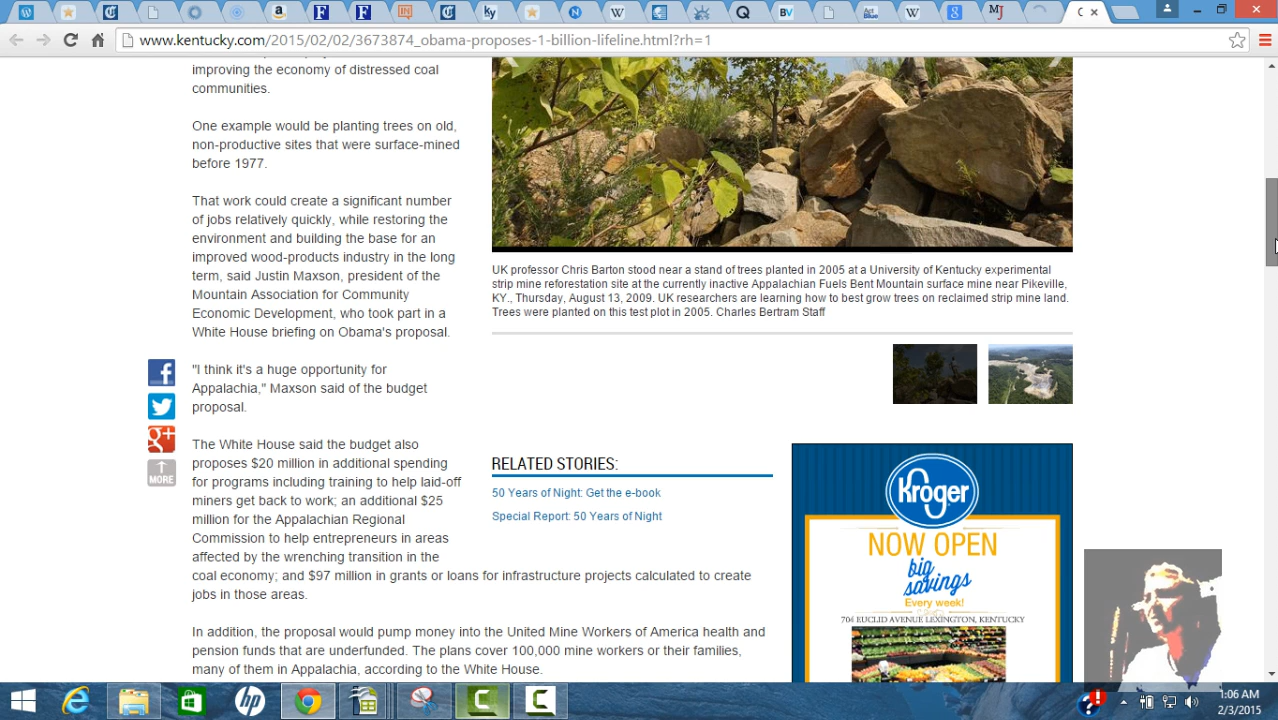 www.kentucky.com/2015/02/02/3673874_obama-proposes-1-billion-lifeline.html?rh=1
improving the economy of distressed coal
communities.
One example would be planting trees on old,
non-productive sites that were surface-mined
before 1977.
That work could create a significant number
of jobs relatively quickly, while restoring the
environment and building the base for an
improved wood-products industry in the long
term, said Justin Maxson, president of the
Mountain Association for Community
Economic Development, who took part in a
White House briefing on Obama's proposal.
"I think it's a huge opportunity for
Appalachia," Maxson said of the budget
proposal.
The White House said the budget also
proposes $20 million in additional spending
for programs including training to help laid-off
miners get back to work; an additional $25
million for the Appalachian Regional
Commission to help entrepreneurs in areas
affected by the wrenching transition in the
coal economy; and $97 million in grants or loans for infrastructure projects calculated to create
jobs in those areas.
In addition, the proposal would pump money into the United Mine Workers of America health and
pension funds that are underfunded. The plans cover 100,000 mine workers or their families,
many of them in Appalachia, according to the White House.
MORE
UK professor Chris Barton stood near a stand of trees planted in 2005 at a University of Kentucky experimental
strip mine reforestation site at the currently inactive Appalachian Fuels Bent Mountain surface mine near Pikeville,
KY., Thursday, August 13, 2009. UK researchers are learning how to best grow trees on reclaimed strip mine land.
Trees were planted on this test plot in 2005. Charles Bertram Staff
RELATED STORIES:
50 Years of Night: Get the e-book
Special Report: 50 Years of Night
Kroger
NOW OPEN
big
savings
Every week!
704 EUCLID AVENUE LEXINGTON, KENTUCKY
1:06 AM
2/3/2015